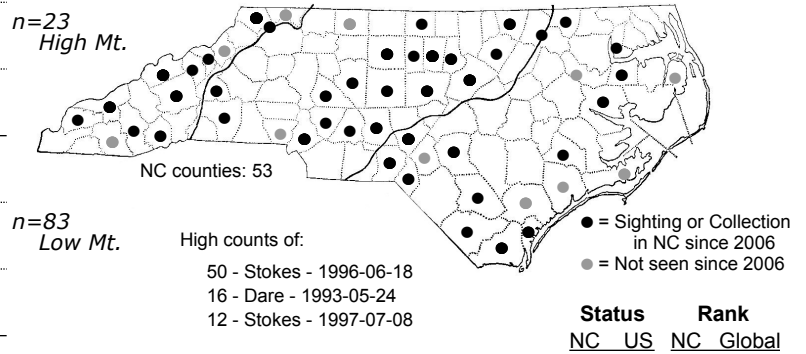 n=23
High Mt.
NC counties: 53
n=83
Low Mt.
High counts of:
50 - Stokes - 1996-06-18
16 - Dare - 1993-05-24
12 - Stokes - 1997-07-08
= Sighting or Collection
in NC since 2006
= Not seen since 2006
Status Rank
NC US NC Global